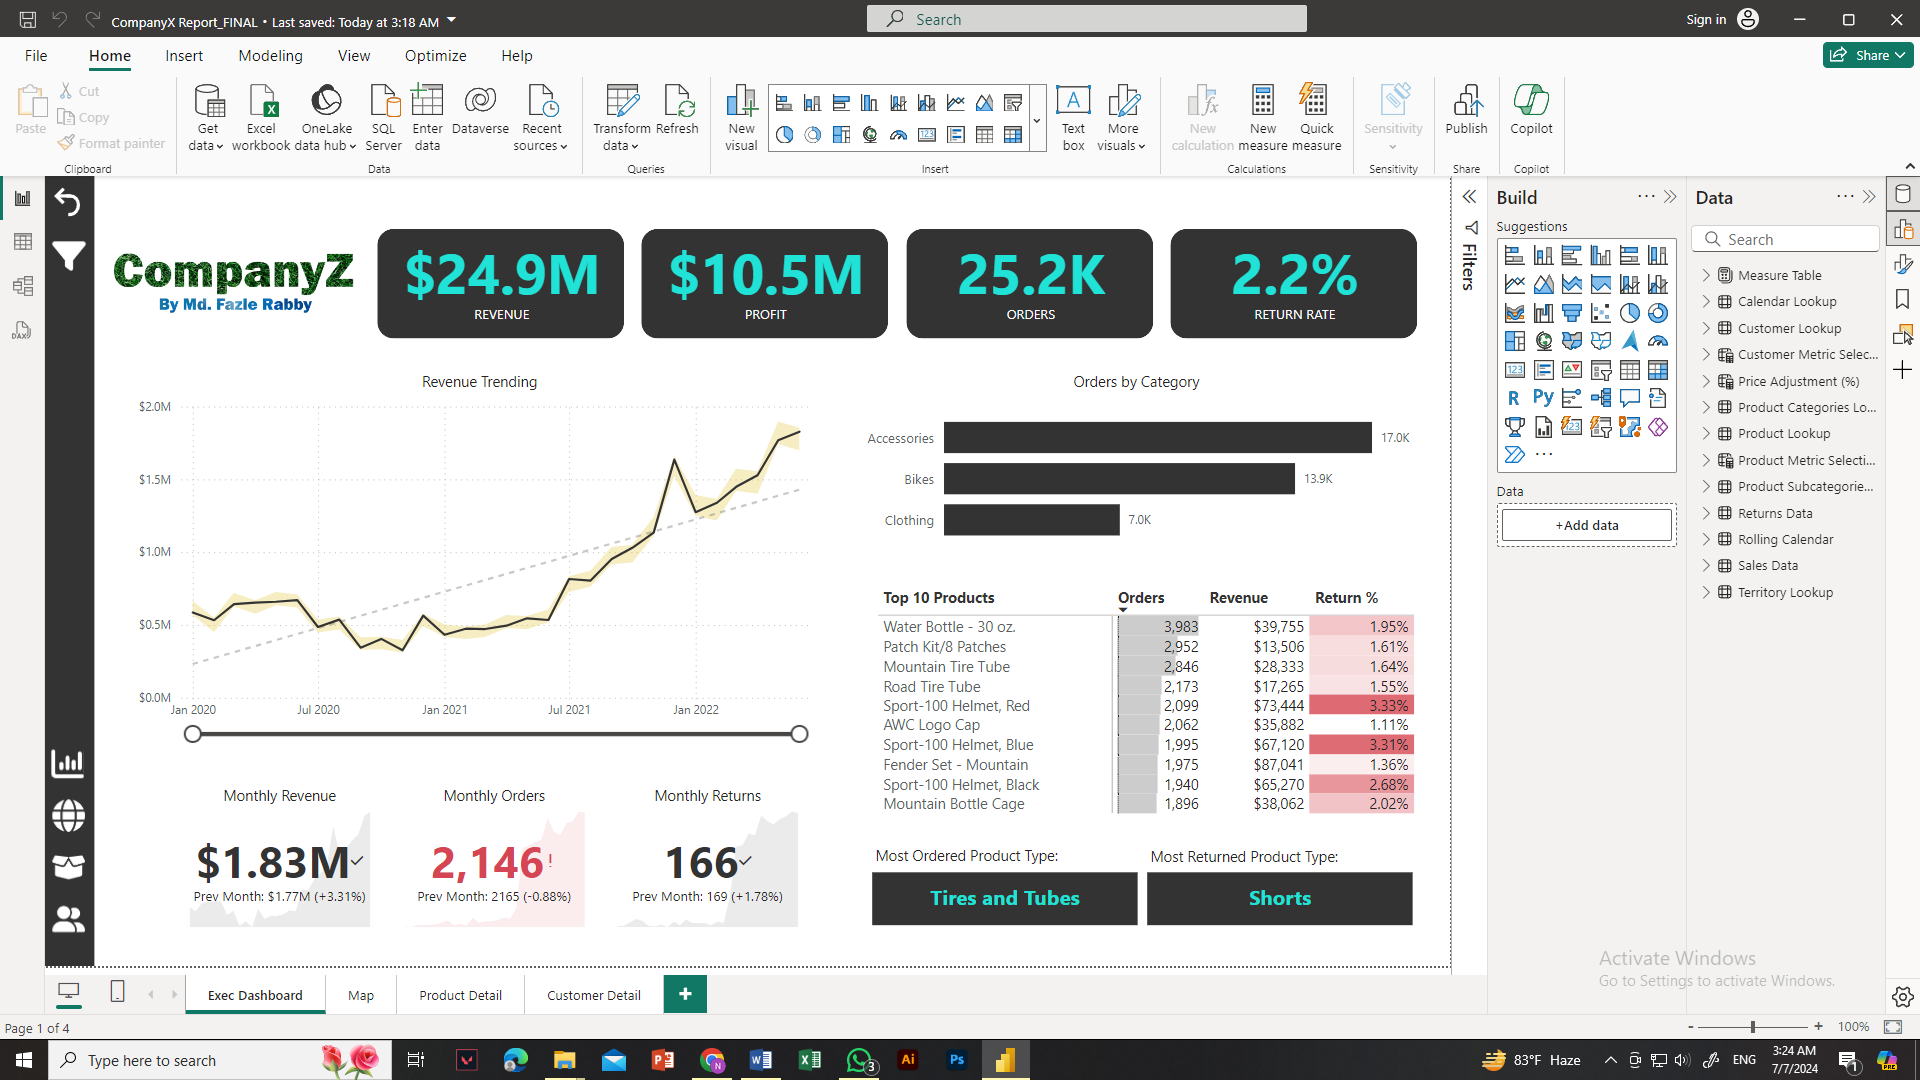 CompanyX Report_FINAL • Last saved: Today at 3:18 AM
Search
Sign in
File Home Insert Modeling View Optimize Help
Share
Paste
Cut
Copy
Format painter
Clipboard
Get data
Excel workbook
OneLake data hub
SQL Server
Enter data
Dataverse
Recent sources
Data
Transform data
Refresh
Queries
New visual
Text box
More visuals
Insert
New calculation
New measure
Quick measure
Calculations
Sensitivity
Sensitivity
Publish
Share
Copilot
Copilot
CompanyZ
By Md. Fazle Rabby
$24.9M
REVENUE
$10.5M
PROFIT
25.2K
ORDERS
2.2%
RETURN RATE
Revenue Trending
$2.0M
$1.5M
$1.0M
$0.5M
$0.0M
Jan 2020 Jul 2020 Jan 2021 Jul 2021 Jan 2022
Orders by Category
Accessories 17.0K
Bikes 13.9K
Clothing 7.0K
Top 10 Products Orders Revenue Return %
Water Bottle - 30 oz. 3,983 $39,755 1.95%
Patch Kit/8 Patches 2,952 $13,506 1.61%
Mountain Tire Tube 2,846 $28,333 1.64%
Road Tire Tube 2,173 $17,265 1.55%
Sport-100 Helmet, Red 2,099 $73,444 3.33%
AWC Logo Cap 2,062 $35,882 1.11%
Sport-100 Helmet, Blue 1,995 $67,120 3.31%
Fender Set - Mountain 1,975 $87,041 1.36%
Sport-100 Helmet, Black 1,940 $65,270 2.68%
Mountain Bottle Cage 1,896 $38,062 2.02%
Monthly Revenue
$1.83M
Prev Month: $1.77M (+3.31%)
Monthly Orders
2,146!
Prev Month: 2165 (-0.88%)
Monthly Returns
166
Prev Month: 169 (+1.78%)
Most Ordered Product Type:
Tires and Tubes
Most Returned Product Type:
Shorts
Filters
Build
Suggestions
123
R
Py
123
Data
+Add data
Data
Search
Measure Table
Calendar Lookup
Customer Lookup
Customer Metric Selec...
Price Adjustment (%)
Product Categories Lo...
Product Lookup
Product Metric Selecti...
Product Subcategorie...
Returns Data
Rolling Calendar
Sales Data
Territory Lookup
DAX
Activate Windows
Go to Settings to activate Windows.
Exec Dashboard Map Product Detail Customer Detail +
Page 1 of 4
- + 100%
Type here to search
3
Ai
Ps
83°F Haze
ENG
3:24 AM
7/7/2024
1